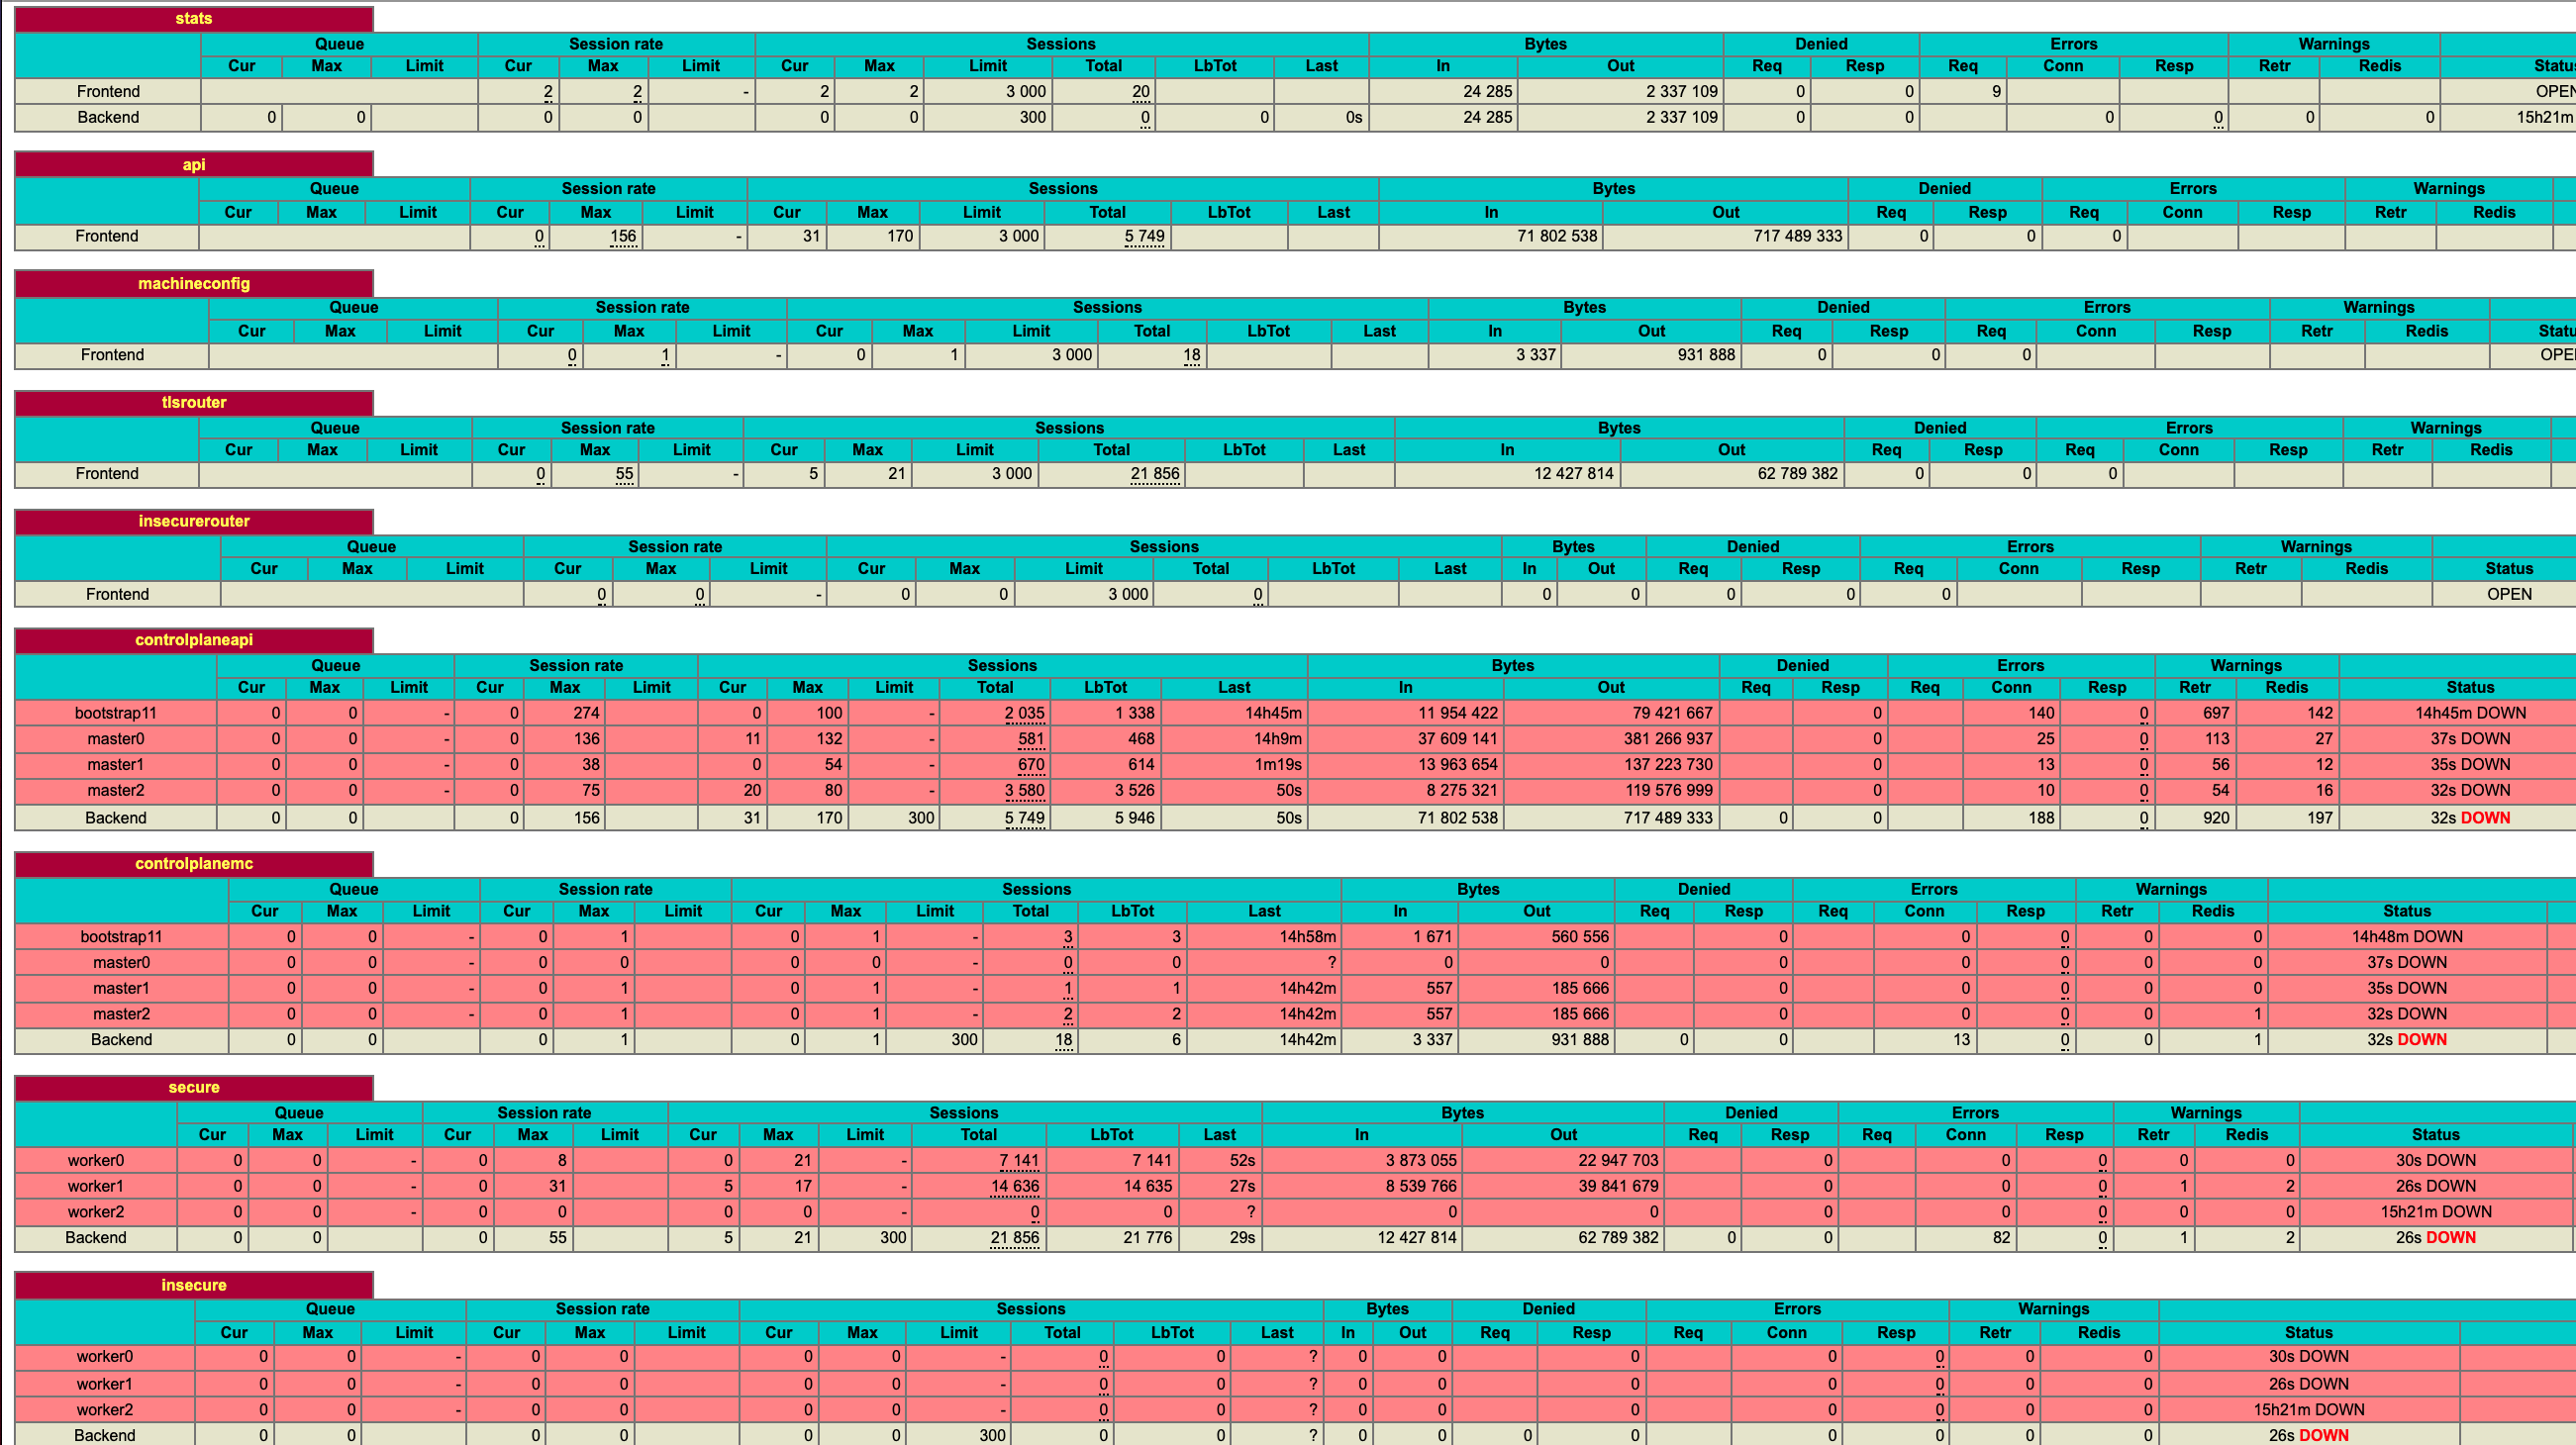 stats
Queue Session rate Sessions Bytes Denied Errors Warnings
Cur Max Limit Cur Max Limit Cur Max Limit Total LbTot Last In Out Req Resp Req Conn Resp Retr Redis Status
Frontend 2 2 - 2 2 3 000 20 24 285 2 337 109 0 0 9 OPEN
Backend 0 0 0 0 0 0 300 0 0 0s 24 285 2 337 109 0 0 0 0 0 0 15h21m
api
Queue Session rate Sessions Bytes Denied Errors Warnings
Cur Max Limit Cur Max Limit Cur Max Limit Total LbTot Last In Out Req Resp Req Conn Resp Retr Redis
Frontend 0 156 - 31 170 3 000 5 749 71 802 538 717 489 333 0 0 0
machineconfig
Queue Session rate Sessions Bytes Denied Errors Warnings
Cur Max Limit Cur Max Limit Cur Max Limit Total LbTot Last In Out Req Resp Req Conn Resp Retr Redis Statu
Frontend 0 1 - 0 1 3 000 18 3 337 931 888 0 0 0 OPE
tlsrouter
Queue Session rate Sessions Bytes Denied Errors Warnings
Cur Max Limit Cur Max Limit Cur Max Limit Total LbTot Last In Out Req Resp Req Conn Resp Retr Redis
Frontend 0 55 - 5 21 3 000 21 856 12 427 814 62 789 382 0 0 0
insecurerouter
Queue Session rate Sessions Bytes Denied Errors Warnings
Cur Max Limit Cur Max Limit Cur Max Limit Total LbTot Last In Out Req Resp Req Conn Resp Retr Redis Status
Frontend 0 0 - 0 0 3 000 0 0 0 0 0 0 OPEN
controlplaneapi
Queue Session rate Sessions Bytes Denied Errors Warnings
Cur Max Limit Cur Max Limit Cur Max Limit Total LbTot Last In Out Req Resp Req Conn Resp Retr Redis Status
bootstrap11 0 0 - 0 274 0 100 - 2 035 1 338 14h45m 11 954 422 79 421 667 0 140 0 697 142 14h45m DOWN
master0 0 0 - 0 136 11 132 - 581 468 14h9m 37 609 141 381 266 937 0 25 0 113 27 37s DOWN
master1 0 0 - 0 38 0 54 - 670 614 1m19s 13 963 654 137 223 730 0 13 0 56 12 35s DOWN
master2 0 0 - 0 75 20 80 - 3 580 3 526 50s 8 275 321 119 576 999 0 10 0 54 16 32s DOWN
Backend 0 0 0 156 31 170 300 5 749 5 946 50s 71 802 538 717 489 333 0 0 188 0 920 197 32s DOWN
controlplanemc
Queue Session rate Sessions Bytes Denied Errors Warnings
Cur Max Limit Cur Max Limit Cur Max Limit Total LbTot Last In Out Req Resp Req Conn Resp Retr Redis Status
bootstrap11 0 0 - 0 1 0 1 - 3 3 14h58m 1 671 560 556 0 0 0 0 0 14h48m DOWN
master0 0 0 - 0 0 0 0 - 0 0 ? 0 0 0 0 0 0 0 37s DOWN
master1 0 0 - 0 1 0 1 - 1 1 14h42m 557 185 666 0 0 0 0 0 35s DOWN
master2 0 0 - 0 1 0 1 - 2 2 14h42m 557 185 666 0 0 0 0 1 32s DOWN
Backend 0 0 0 1 0 1 300 18 6 14h42m 3 337 931 888 0 0 13 0 0 1 32s DOWN
secure
Queue Session rate Sessions Bytes Denied Errors Warnings
Cur Max Limit Cur Max Limit Cur Max Limit Total LbTot Last In Out Req Resp Req Conn Resp Retr Redis Status
worker0 0 0 - 0 8 0 21 - 7 141 7 141 52s 3 873 055 22 947 703 0 0 0 0 0 30s DOWN
worker1 0 0 - 0 31 5 17 - 14 636 14 635 27s 8 539 766 39 841 679 0 0 0 1 2 26s DOWN
worker2 0 0 - 0 0 0 0 - 0 0 ? 0 0 0 0 0 0 0 15h21m DOWN
Backend 0 0 0 55 5 21 300 21 856 21 776 29s 12 427 814 62 789 382 0 0 82 0 1 2 26s DOWN
insecure
Queue Session rate Sessions Bytes Denied Errors Warnings
Cur Max Limit Cur Max Limit Cur Max Limit Total LbTot Last In Out Req Resp Req Conn Resp Retr Redis Status
worker0 0 0 - 0 0 0 0 - 0 0 ? 0 0 0 0 0 0 0 30s DOWN
worker1 0 0 - 0 0 0 0 - 0 0 ? 0 0 0 0 0 0 0 26s DOWN
worker2 0 0 - 0 0 0 0 - 0 0 ? 0 0 0 0 0 0 0 15h21m DOWN
Backend 0 0 0 0 0 0 300 0 0 ? 0 0 0 0 0 0 0 0 26s DOWN